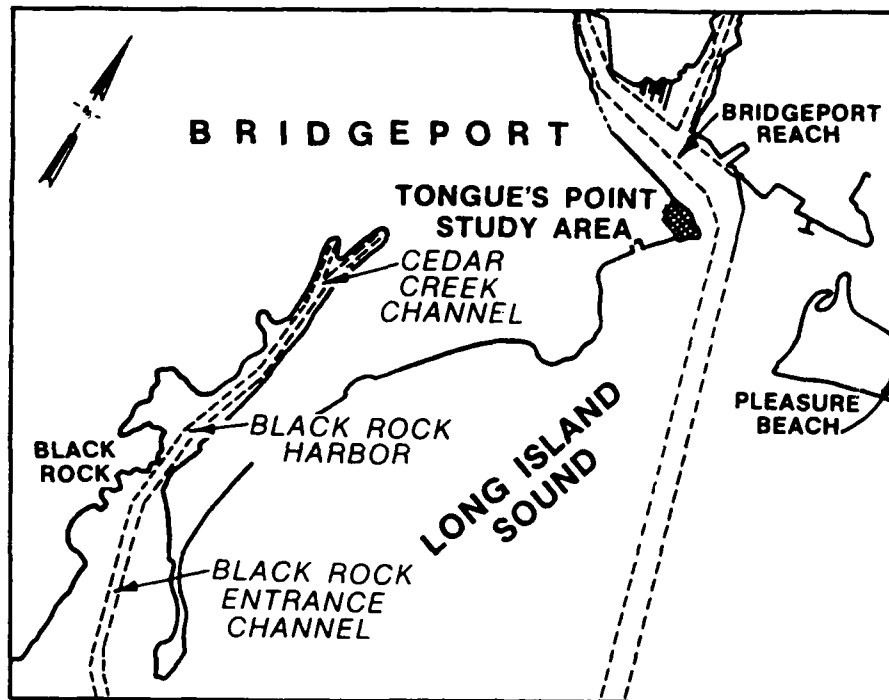 BRIDGEPORT
BRIDGEPORT
REACH
TONGUE'S POINT
STUDY AREA
CEDAR
CREEK
CHANNEL
PLEASURE
BEACH
BLACK
ROCK
BLACK ROCK
HARBOR
LONG ISLAND
SOUND
BLACK ROCK
ENTRANCE
CHANNEL